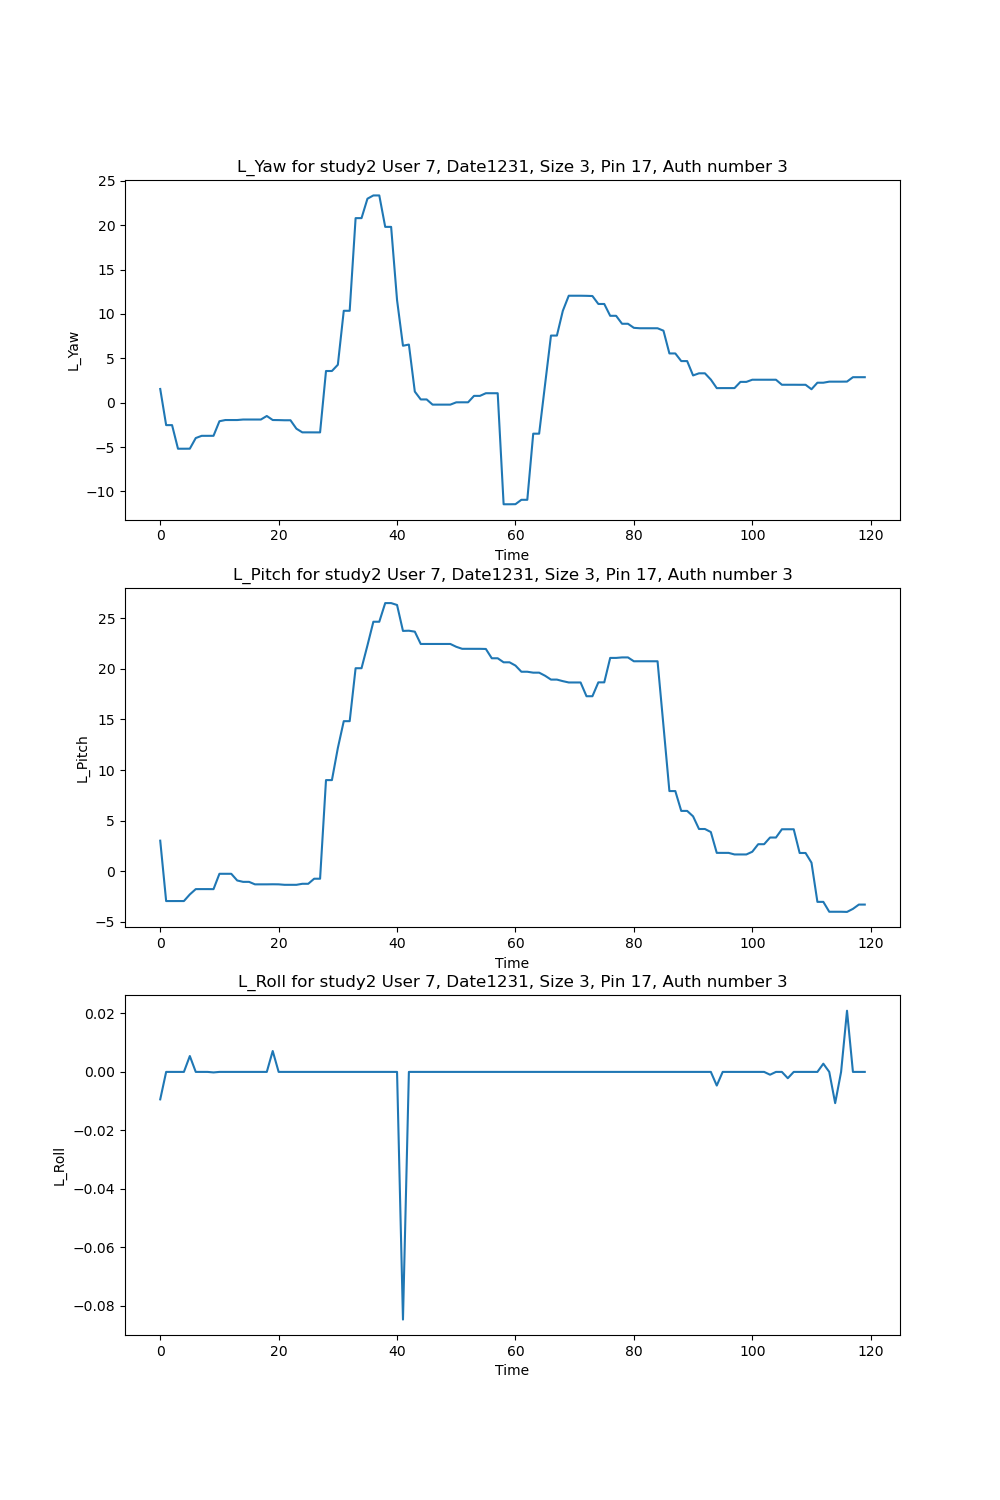 L_Yaw for study2 User 7, Date1231, Size 3, Pin 17, Auth number 3
25
20
15
10
5
0
−5
−10
L_Yaw
0 20 40 60 80 100 120
Time
L_Pitch for study2 User 7, Date1231, Size 3, Pin 17, Auth number 3
25
20
15
10
5
0
−5
L_Pitch
0 20 40 60 80 100 120
Time
L_Roll for study2 User 7, Date1231, Size 3, Pin 17, Auth number 3
0.02
0.00
−0.02
−0.04
−0.06
−0.08
L_Roll
0 20 40 60 80 100 120
Time